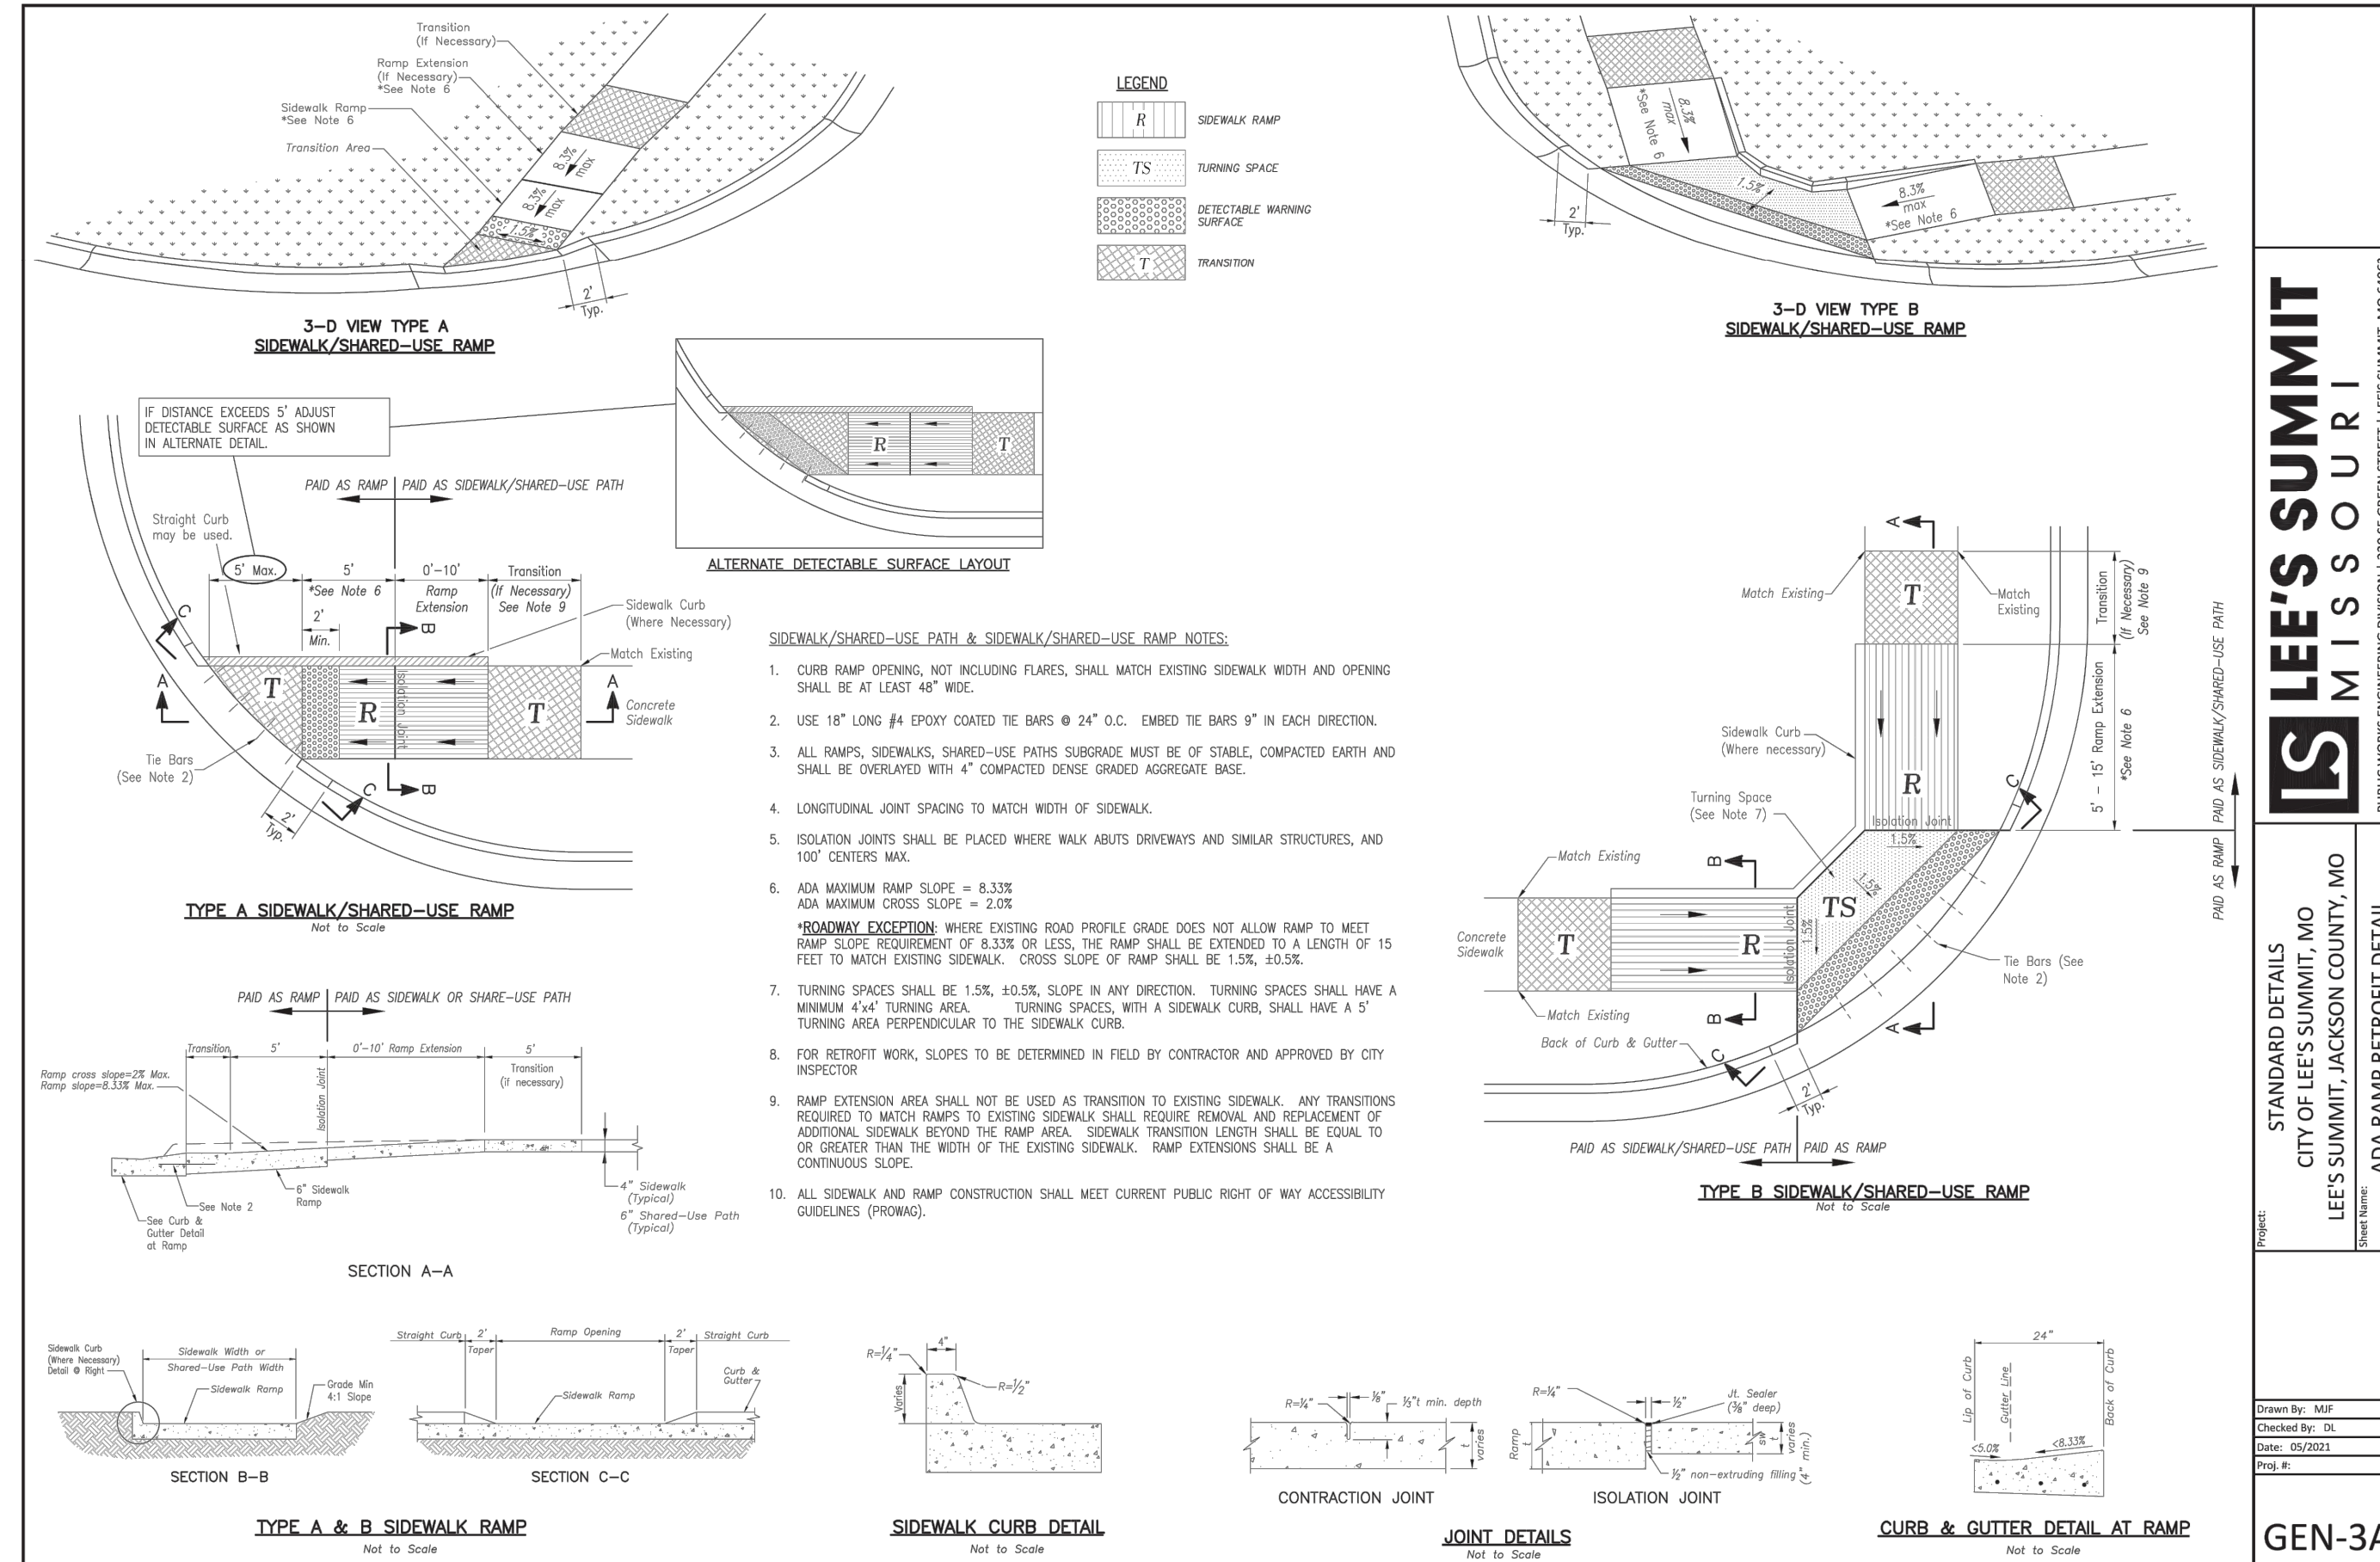 Transition
(If Necessary)
Ramp Extension
(If Necessary)
*See Note 6
Sidewalk Ramp
*See Note 6
Transition Area
8.3%
max
8.3%
max
1.5%
2'
Typ.
3-D VIEW TYPE A
SIDEWALK/SHARED-USE RAMP
LEGEND
R
SIDEWALK RAMP
TS
TURNING SPACE
DETECTABLE WARNING
SURFACE
T
TRANSITION
*See Note 6
8.3%
max
1.5%
8.3%
max
*See Note 6
2'
Typ.
3-D VIEW TYPE B
SIDEWALK/SHARED-USE RAMP
IF DISTANCE EXCEEDS 5' ADJUST
DETECTABLE SURFACE AS SHOWN
IN ALTERNATE DETAIL.
R
T
ALTERNATE DETECTABLE SURFACE LAYOUT
PAID AS RAMP
PAID AS SIDEWALK/SHARED-USE PATH
Straight Curb
may be used.
5' Max.
5'
*See Note 6
2'
Min.
0'-10'
Ramp
Extension
Transition
(If Necessary)
See Note 9
Sidewalk Curb
(Where Necessary)
Match Existing
Concrete
Sidewalk
C
A
B
T
R
Isolation Joint
T
A
B
C
Tie Bars
(See Note 2)
2'
Typ.
TYPE A SIDEWALK/SHARED-USE RAMP
Not to Scale
PAID AS RAMP
PAID AS SIDEWALK OR SHARE-USE PATH
Transition
5'
0'-10' Ramp Extension
5'
Transition
(if necessary)
Ramp cross slope=2% Max.
Ramp slope=8.33% Max.
Isolation Joint
See Note 2
6" Sidewalk
Ramp
See Curb &
Gutter Detail
at Ramp
4" Sidewalk
(Typical)
6" Shared-Use Path
(Typical)
SECTION A-A
SIDEWALK/SHARED-USE PATH & SIDEWALK/SHARED-USE RAMP NOTES:
1. CURB RAMP OPENING, NOT INCLUDING FLARES, SHALL MATCH EXISTING SIDEWALK WIDTH AND OPENING
SHALL BE AT LEAST 48" WIDE.
2. USE 18" LONG #4 EPOXY COATED TIE BARS @ 24" O.C. EMBED TIE BARS 9" IN EACH DIRECTION.
3. ALL RAMPS, SIDEWALKS, SHARED-USE PATHS SUBGRADE MUST BE OF STABLE, COMPACTED EARTH AND
SHALL BE OVERLAYED WITH 4" COMPACTED DENSE GRADED AGGREGATE BASE.
4. LONGITUDINAL JOINT SPACING TO MATCH WIDTH OF SIDEWALK.
5. ISOLATION JOINTS SHALL BE PLACED WHERE WALK ABUTS DRIVEWAYS AND SIMILAR STRUCTURES, AND
100' CENTERS MAX.
6. ADA MAXIMUM RAMP SLOPE = 8.33%
ADA MAXIMUM CROSS SLOPE = 2.0%
*ROADWAY EXCEPTION: WHERE EXISTING ROAD PROFILE GRADE DOES NOT ALLOW RAMP TO MEET
RAMP SLOPE REQUIREMENT OF 8.33% OR LESS, THE RAMP SHALL BE EXTENDED TO A LENGTH OF 15
FEET TO MATCH EXISTING SIDEWALK. CROSS SLOPE OF RAMP SHALL BE 1.5%, ±0.5%.
7. TURNING SPACES SHALL BE 1.5%, ±0.5%, SLOPE IN ANY DIRECTION. TURNING SPACES SHALL HAVE A
MINIMUM 4'x4' TURNING AREA. TURNING SPACES, WITH A SIDEWALK CURB, SHALL HAVE A 5'
TURNING AREA PERPENDICULAR TO THE SIDEWALK CURB.
8. FOR RETROFIT WORK, SLOPES TO BE DETERMINED IN FIELD BY CONTRACTOR AND APPROVED BY CITY
INSPECTOR
9. RAMP EXTENSION AREA SHALL NOT BE USED AS TRANSITION TO EXISTING SIDEWALK. ANY TRANSITIONS
REQUIRED TO MATCH RAMPS TO EXISTING SIDEWALK SHALL REQUIRE REMOVAL AND REPLACEMENT OF
ADDITIONAL SIDEWALK BEYOND THE RAMP AREA. SIDEWALK TRANSITION LENGTH SHALL BE EQUAL TO
OR GREATER THAN THE WIDTH OF THE EXISTING SIDEWALK. RAMP EXTENSIONS SHALL BE A
CONTINUOUS SLOPE.
10. ALL SIDEWALK AND RAMP CONSTRUCTION SHALL MEET CURRENT PUBLIC RIGHT OF WAY ACCESSIBILITY
GUIDELINES (PROWAG).
A
Match Existing
T
Match
Existing
Transition
(If Necessary)
See Note 9
Sidewalk Curb
(Where necessary)
R
5' - 15' Ramp Extension
*See Note 6
PAID AS SIDEWALK/SHARED-USE PATH
PAID AS RAMP
Turning Space
(See Note 7)
Isolation Joint
1.5%
C
Match Existing
B
1.5%
TS
1.5%
Concrete
Sidewalk
T
R
Isolation Joint
Tie Bars (See
Note 2)
Match Existing
B
A
Back of Curb & Gutter
C
2'
Typ.
PAID AS SIDEWALK/SHARED-USE PATH
PAID AS RAMP
TYPE B SIDEWALK/SHARED-USE RAMP
Not to Scale
Sidewalk Curb
(Where Necessary)
Detail @ Right
Sidewalk Width or
Shared-Use Path Width
Sidewalk Ramp
Grade Min
4:1 Slope
SECTION B-B
Straight Curb
2'
Taper
Ramp Opening
2'
Taper
Straight Curb
Curb &
Gutter
Sidewalk Ramp
SECTION C-C
TYPE A & B SIDEWALK RAMP
Not to Scale
4"
R=1/4"
R=1/2"
Varies
SIDEWALK CURB DETAIL
Not to Scale
R=1/4"
1/8"
1/3"t min. depth
t
varies
CONTRACTION JOINT
R=1/4"
1/2"
Jt. Sealer
(3/8" deep)
Ramp
t
sw
t
varies
(4" min.)
1/2" non-extruding filling
ISOLATION JOINT
JOINT DETAILS
Not to Scale
24"
Lip of Curb
Gutter Line
Back of Curb
<5.0%
<8.33%
CURB & GUTTER DETAIL AT RAMP
Not to Scale
LS
LEE'S SUMMIT
MISSOURI
Project:
STANDARD DETAILS
CITY OF LEE'S SUMMIT, MO
LEE'S SUMMIT, JACKSON COUNTY, MO
Sheet Name:
ADA RAMP RETROFIT DETAIL
Drawn By: MJF
Checked By: DL
Date: 05/2021
Proj. #:
GEN-3A